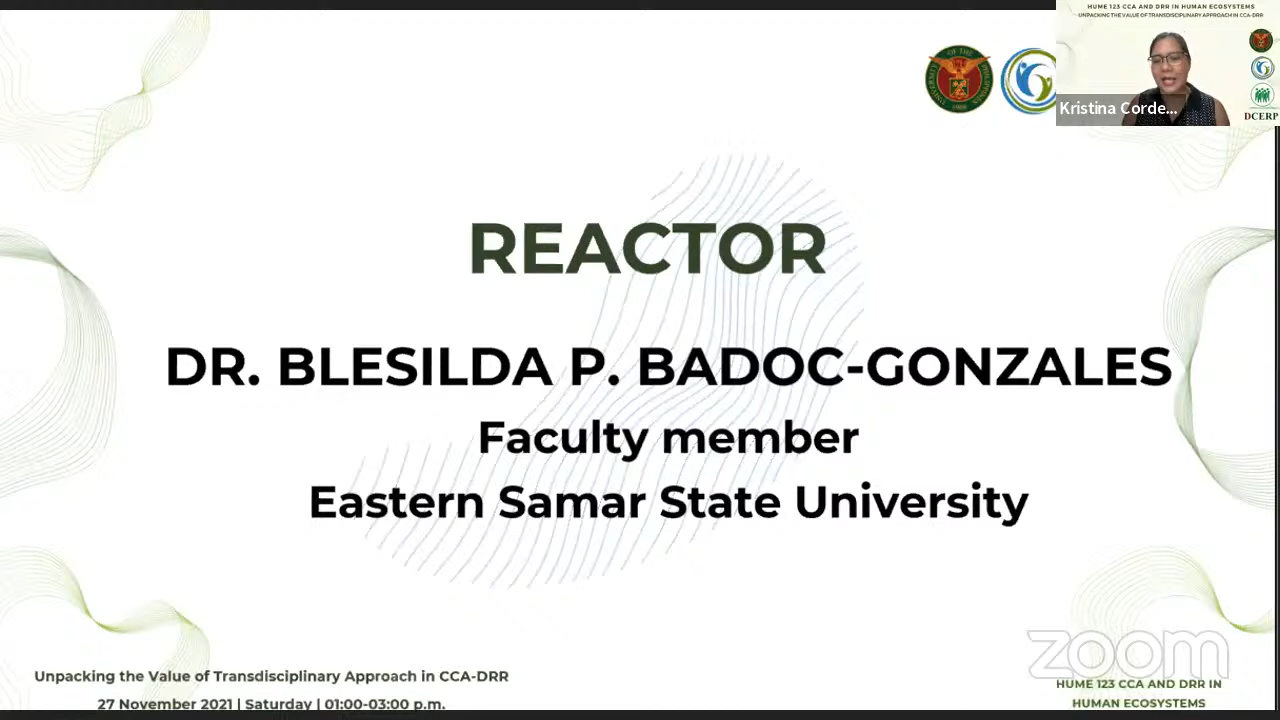 HUME 123 CCA AND DRR IN HUMAN ECOSYSTEMS
UNPACKING THE VALUE OF TRANSDISCIPLINARY APPROACH IN CCA-DRR
Kristina Corde...
DCERP
REACTOR
DR. BLESILDA P. BADOC-GONZALES
Faculty member
Eastern Samar State University
zoom
Unpacking the Value of Transdisciplinary Approach in CCA-DRR
27 November 2021 | Saturday | 01:00-03:00 p.m.
HUME 123 CCA AND DRR IN
HUMAN ECOSYSTEMS